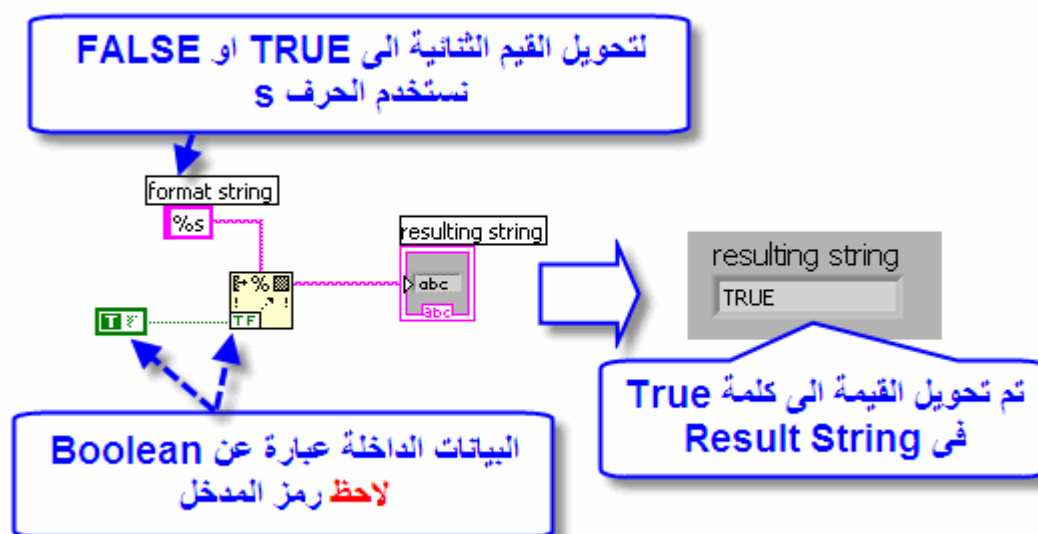 لتحويل القيم الثنائية الى TRUE او FALSE
نستخدم الحرف s
format string
%s
resulting string
abc
abc
%
! !
TF
T
resulting string
TRUE
تم تحويل القيمة الى كلمة True
فى Result String
البيانات الداخلة عبارة عن Boolean
لاحظ رمز المدخل